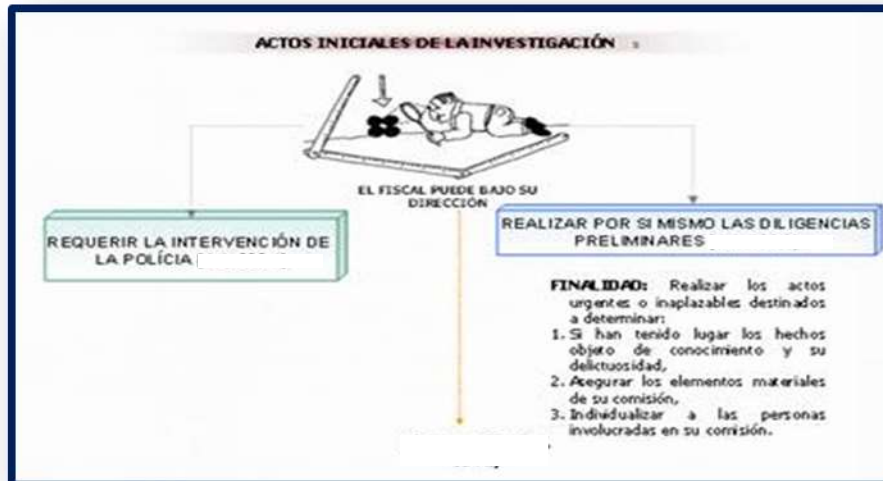 ACTOS INICIALES DE LA INVESTIGACIÓN :
EL FISCAL PUEDE BAJO SU
DIRECCIÓN
REQUERIR LA INTERVENCIÓN DE
LA POLÍCIA
REALIZAR POR SI MISMO LAS DILIGENCIAS
PRELIMINARES
FINALIDAD: Realizar los actos
urgentes o inaplazables destinados
a determinar:
1. Si han tenido lugar los hechos
objeto de conocimiento y su
delictuosidad,
2. Asegurar los elementos materiales
de su comisión,
3. Individualizar a las personas
involucradas en su comisión.